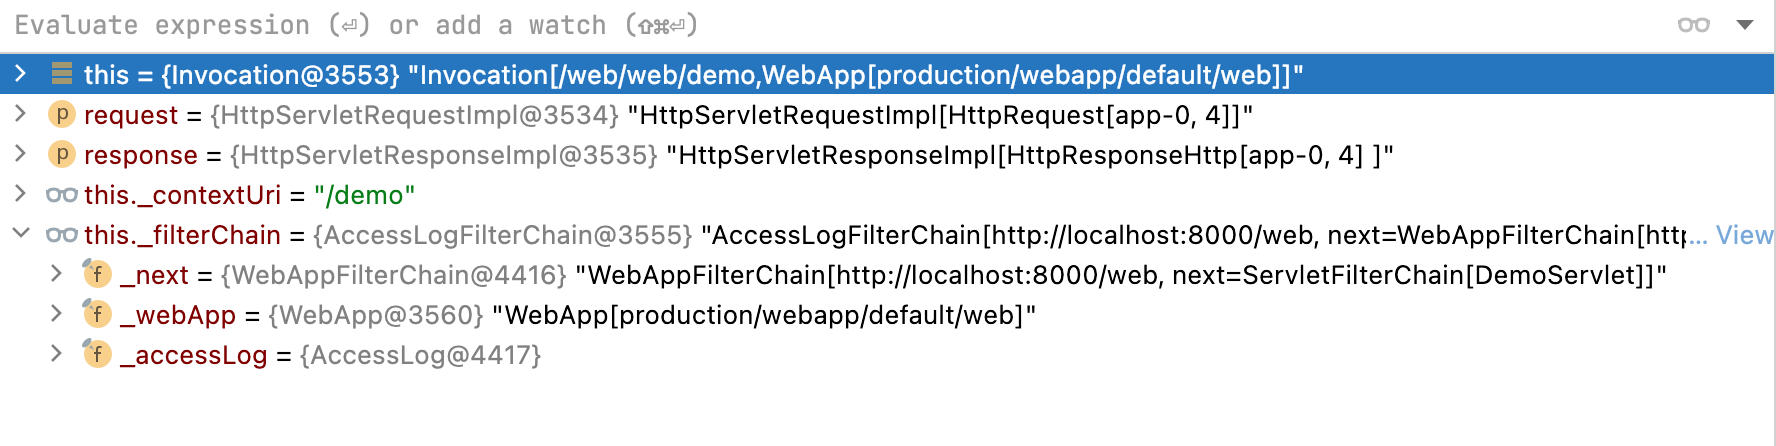 Evaluate expression (⏎) or add a watch (⇧⌘⏎)
this = {Invocation@3553} "Invocation[/web/web/demo,WebApp[production/webapp/default/web]]"
p request = {HttpServletRequestImpl@3534} "HttpServletRequestImpl[HttpRequest[app-0, 4]]"
p response = {HttpServletResponseImpl@3535} "HttpServletResponseImpl[HttpResponseHttp[app-0, 4] ]"
this._contextUri = "/demo"
this._filterChain = {AccessLogFilterChain@3555} "AccessLogFilterChain[http://localhost:8000/web, next=WebAppFilterChain[http... View
f _next = {WebAppFilterChain@4416} "WebAppFilterChain[http://localhost:8000/web, next=ServletFilterChain[DemoServlet]]"
f _webApp = {WebApp@3560} "WebApp[production/webapp/default/web]"
f _accessLog = {AccessLog@4417}